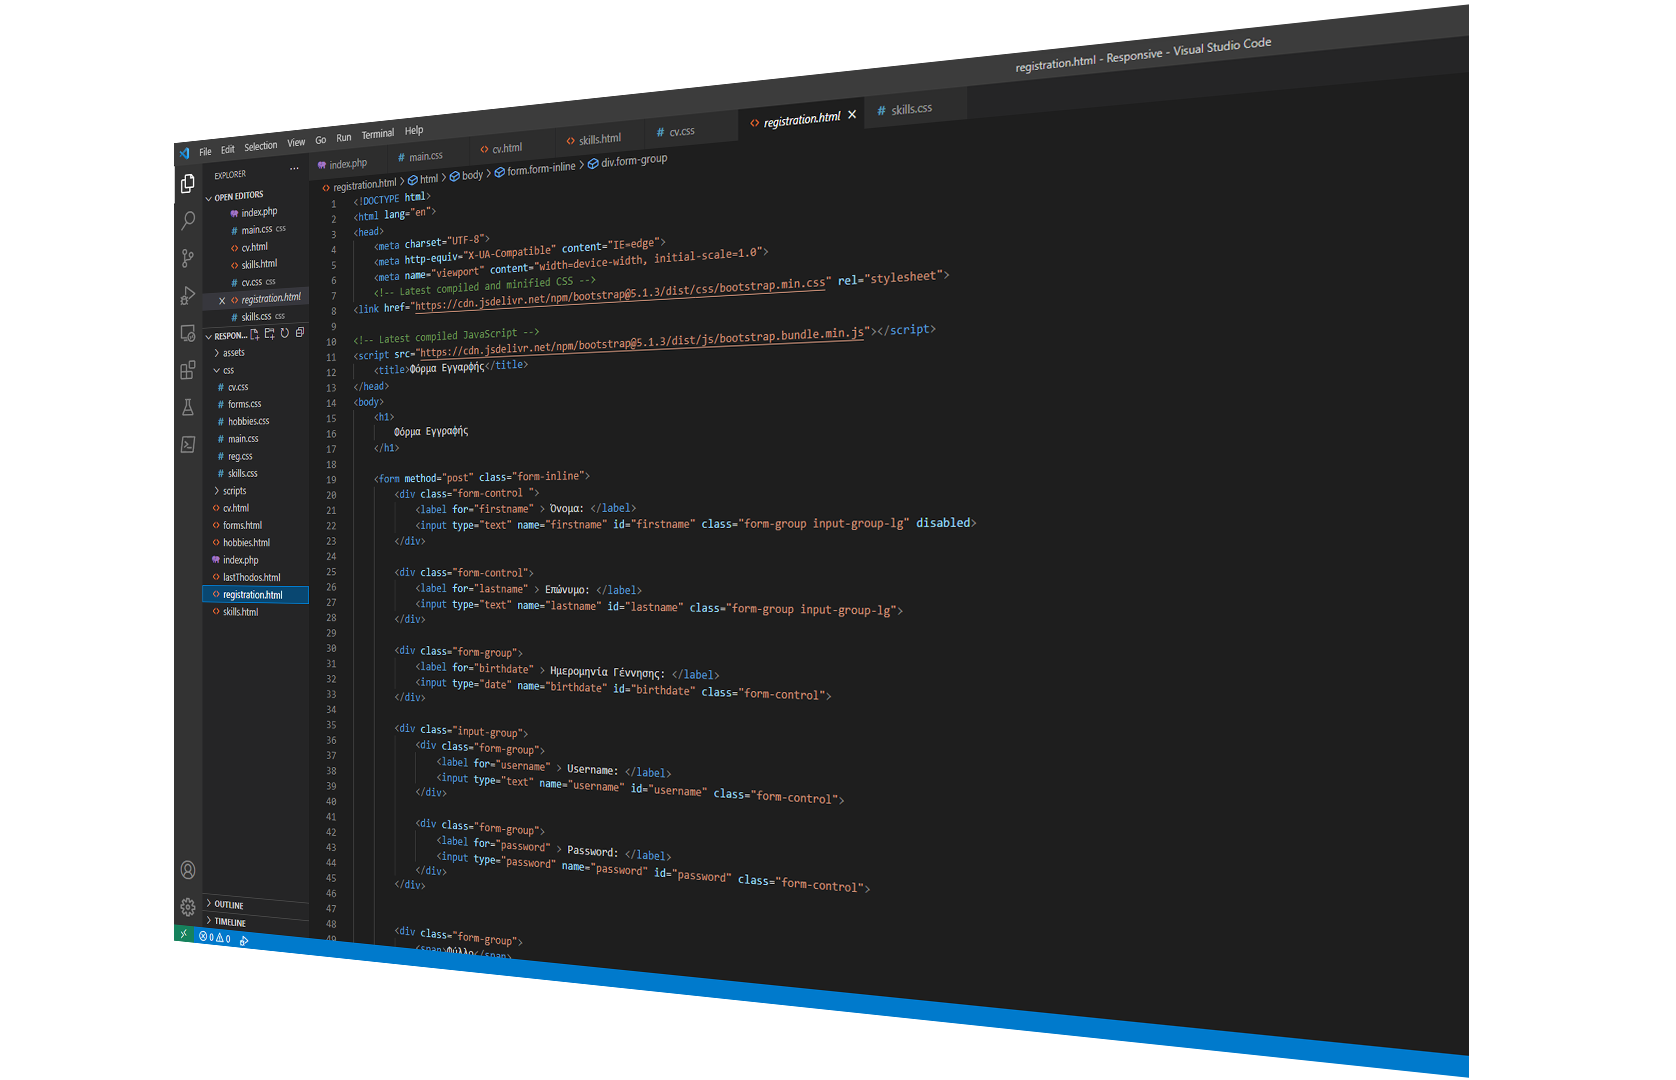 registration.html - Responsive - Visual Studio Code
File Edit Selection View Go Run Terminal Help
index.php main.css cv.html skills.html cv.css registration.html skills.css
registration.html > html > body > form.form-inline > div.form-group
EXPLORER ...
OPEN EDITORS
index.php
main.css css
cv.html
skills.html
cv.css css
registration.html
skills.css css
RESPON...
assets
css
cv.css
forms.css
hobbies.css
main.css
reg.css
skills.css
scripts
cv.html
forms.html
hobbies.html
index.php
lastThodos.html
registration.html
skills.html
OUTLINE
TIMELINE
0 0
1 <!DOCTYPE html>
2 <html lang="en">
3 <head>
4 <meta charset="UTF-8">
5 <meta http-equiv="X-UA-Compatible" content="IE=edge">
6 <meta name="viewport" content="width=device-width, initial-scale=1.0">
7 <!-- Latest compiled and minified CSS -->
8 <link href="https://cdn.jsdelivr.net/npm/bootstrap@5.1.3/dist/css/bootstrap.min.css" rel="stylesheet">
9
10 <!-- Latest compiled JavaScript -->
11 <script src="https://cdn.jsdelivr.net/npm/bootstrap@5.1.3/dist/js/bootstrap.bundle.min.js"></script>
12 <title>Φόρμα Εγγαρφής</title>
13 </head>
14 <body>
15 <h1>
16 Φόρμα Εγγραφής
17 </h1>
18
19 <form method="post" class="form-inline">
20 <div class="form-control ">
21 <label for="firstname" > Όνομα: </label>
22 <input type="text" name="firstname" id="firstname" class="form-group input-group-lg" disabled>
23 </div>
24
25 <div class="form-control">
26 <label for="lastname" > Επώνυμο: </label>
27 <input type="text" name="lastname" id="lastname" class="form-group input-group-lg">
28 </div>
29
30 <div class="form-group">
31 <label for="birthdate" > Ημερομηνία Γέννησης: </label>
32 <input type="date" name="birthdate" id="birthdate" class="form-control">
33 </div>
34
35 <div class="input-group">
36 <div class="form-group">
37 <label for="username" > Username: </label>
38 <input type="text" name="username" id="username" class="form-control">
39 </div>
40
41 <div class="form-group">
42 <label for="password" > Password: </label>
43 <input type="password" name="password" id="password" class="form-control">
44 </div>
45 </div>
46
47
48 <div class="form-group">
49 <span>Φύλλο</span>